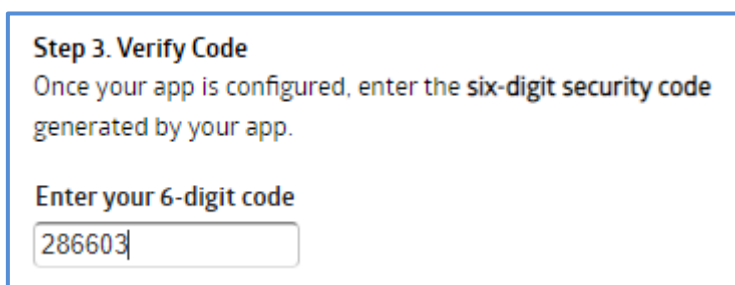 Step 3. Verify Code
Once your app is configured, enter the six-digit security code
generated by your app.
Enter your 6-digit code
286603